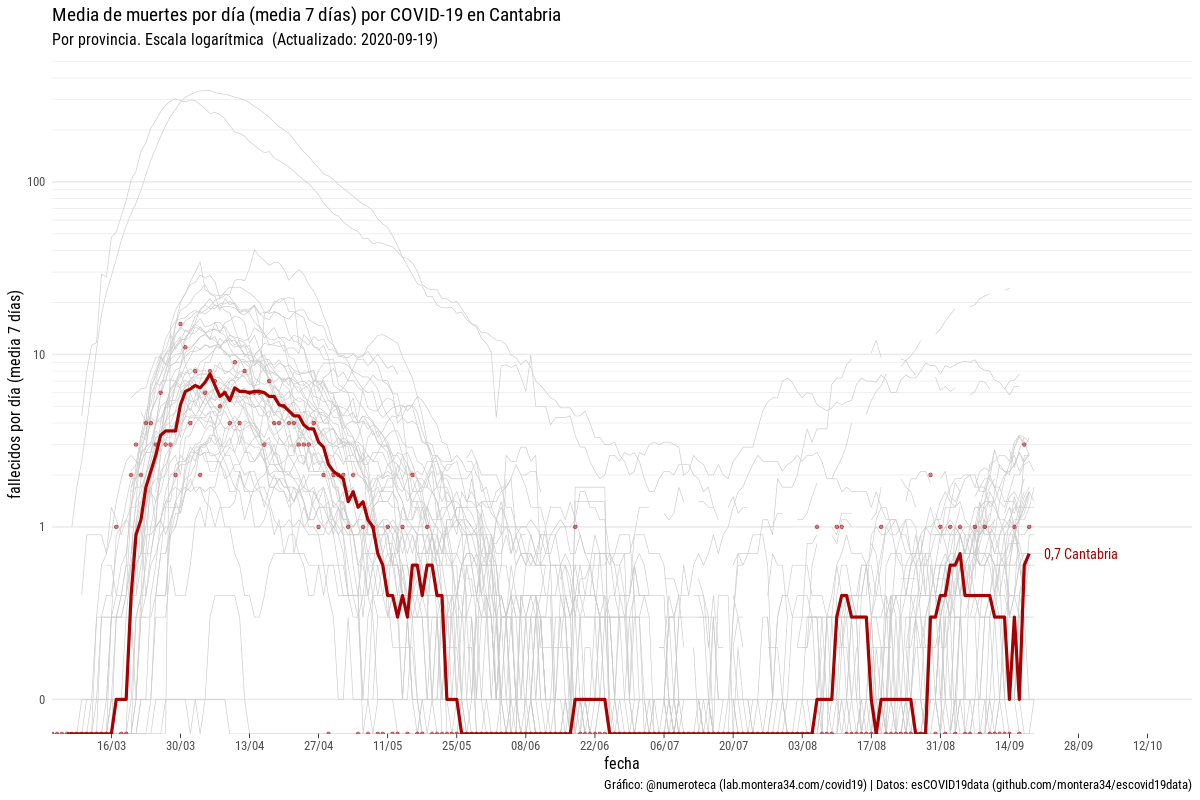 Media de muertes por día (media 7 días) por COVID-19 en Cantabria
Por provincia. Escala logarítmica (Actualizado: 2020-09-19)
fallecidos por día (media 7 días)
100
10
1
0
0,7 Cantabria
16/03 30/03 13/04 27/04 11/05 25/05 08/06 22/06 06/07 20/07 03/08 17/08 31/08 14/09 28/09 12/10
fecha
Gráfico: @numeroteca (lab.montera34.com/covid19) | Datos: esCOVID19data (github.com/montera34/escovid19data)